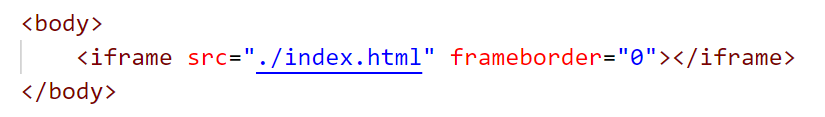 <body>
<iframe src="./index.html" frameborder="0"></iframe>
</body>